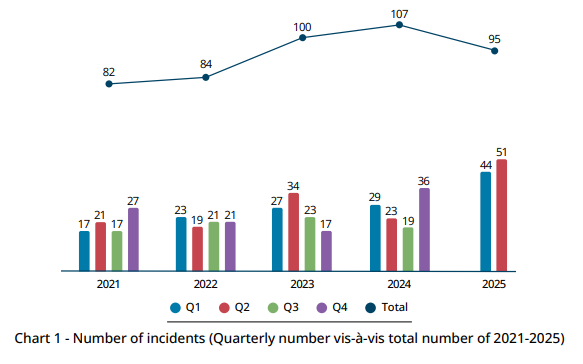 82
84
100
107
95
17 21 17 27
23 19 21 21
27 34 23 17
29 23 19 36
44 51
2021 2022 2023 2024 2025
Q1 Q2 Q3 Q4 Total
Chart 1 - Number of incidents (Quarterly number vis-à-vis total number of 2021-2025)